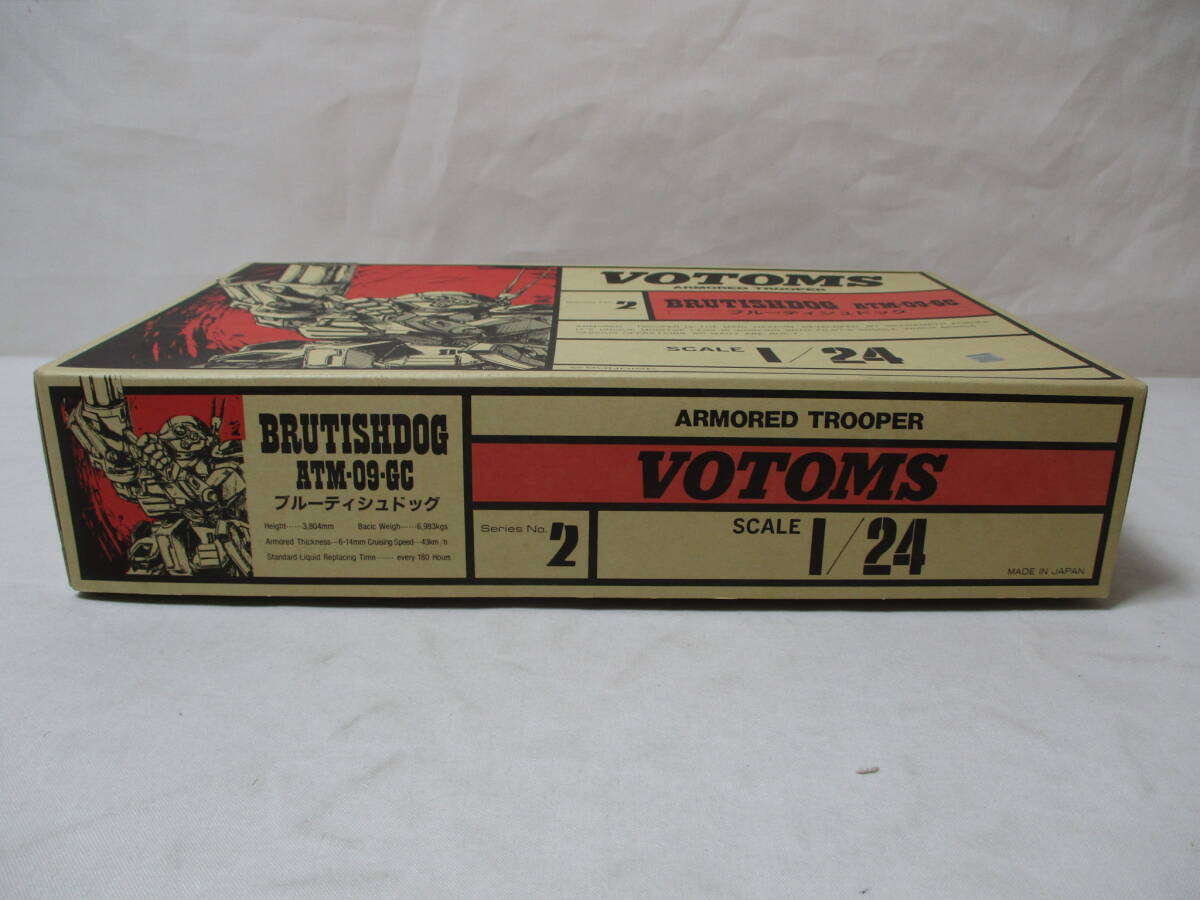 VOTOMS
ARMORED TROOPER
2
BRUTISHDOG ATM-09-GC
ブルーティシュドッグ
SCALE 1/24
BRUTISHDOG
ATM-09-GC
ブルーティシュドッグ
Height······3,804mm Bacic Weigh······6,983kgs
Armored Thickness···6-14mm Cruising Speed···43km/h
Standard Liquid Replacing Time······ every 180 Hours
ARMORED TROOPER
VOTOMS
Series No. 2
SCALE 1/24
MADE IN JAPAN